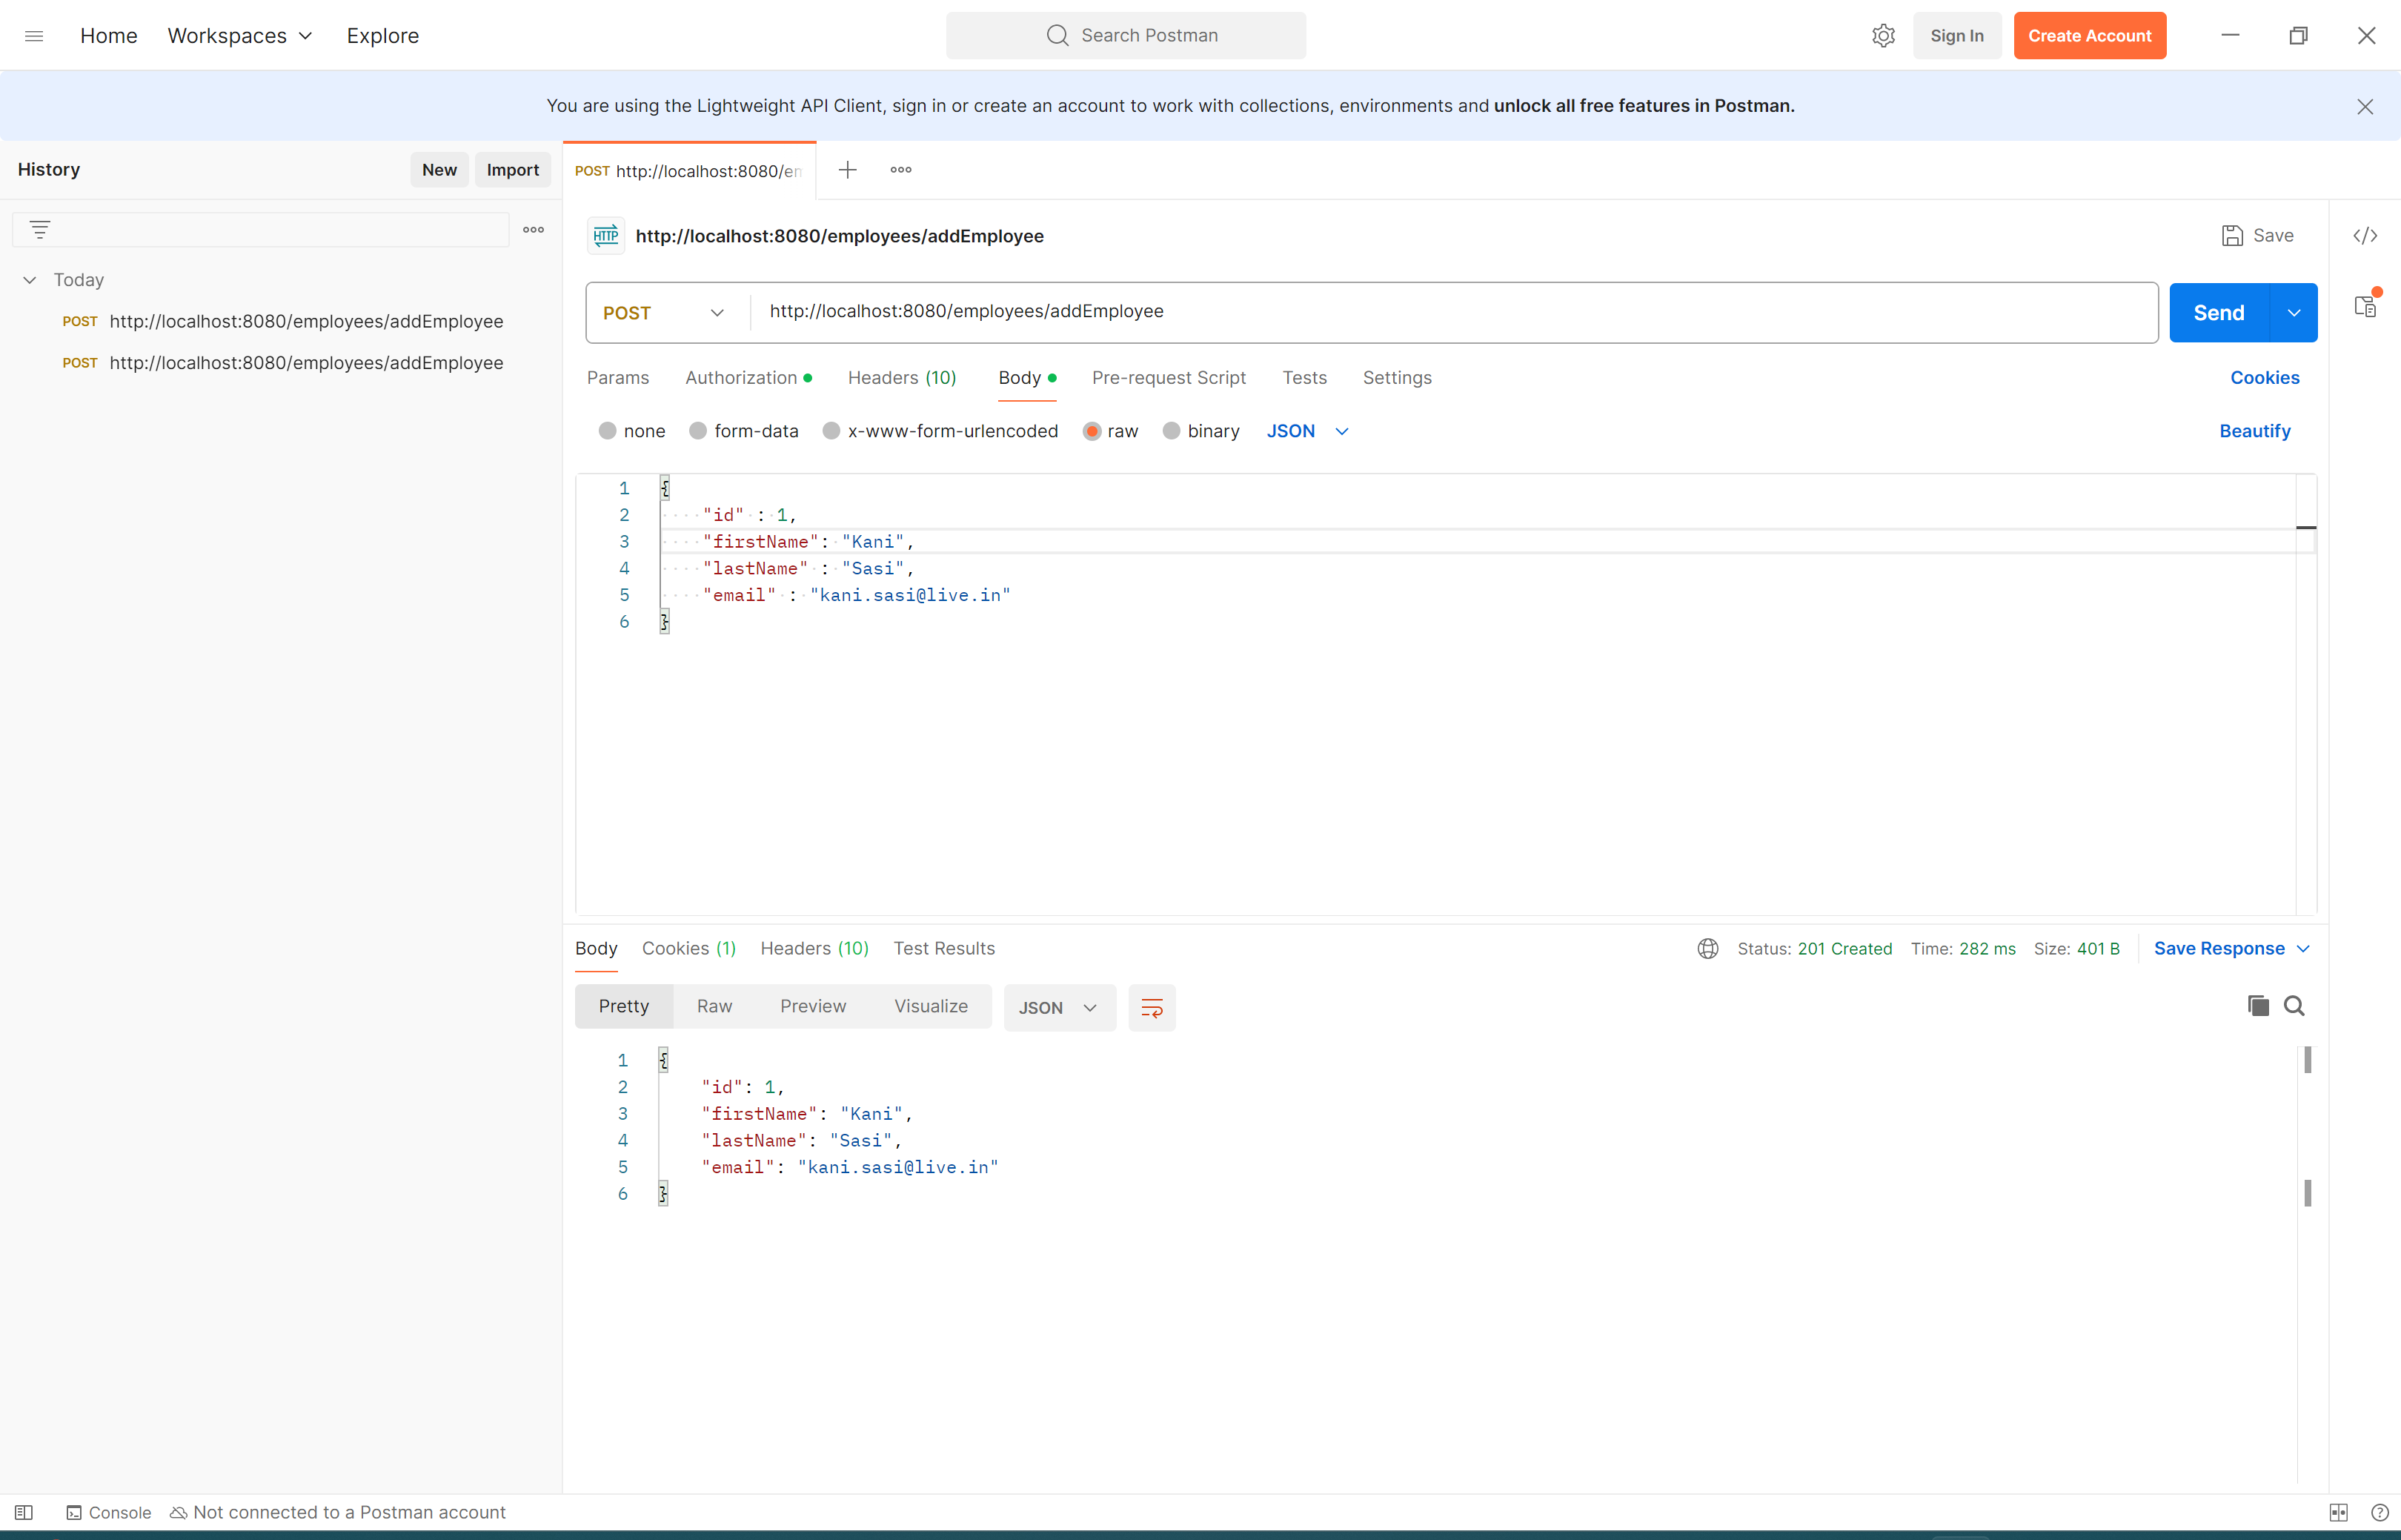 Home Workspaces Explore Search Postman Sign In Create Account
You are using the Lightweight API Client, sign in or create an account to work with collections, environments and unlock all free features in Postman.
History New Import
POST http://localhost:8080/em
HTTP http://localhost:8080/employees/addEmployee Save
Today
POST http://localhost:8080/employees/addEmployee
POST http://localhost:8080/employees/addEmployee
POST http://localhost:8080/employees/addEmployee Send
Params Authorization Headers (10) Body Pre-request Script Tests Settings Cookies
none form-data x-www-form-urlencoded raw binary JSON Beautify
1 {
2 "id" : 1,
3 "firstName": "Kani",
4 "lastName" : "Sasi",
5 "email" : "kani.sasi@live.in"
6 }
Body Cookies (1) Headers (10) Test Results Status: 201 Created Time: 282 ms Size: 401 B Save Response
Pretty Raw Preview Visualize JSON
1 {
2 "id": 1,
3 "firstName": "Kani",
4 "lastName": "Sasi",
5 "email": "kani.sasi@live.in"
6 }
Console Not connected to a Postman account